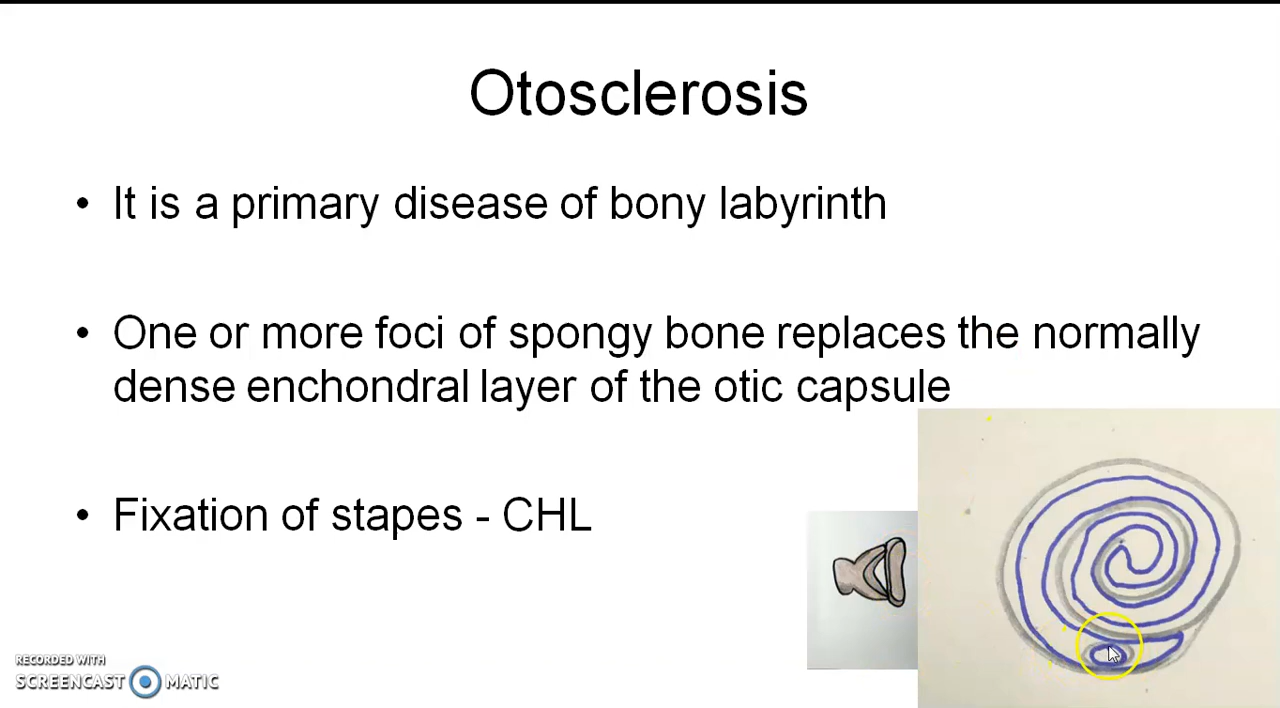 Otosclerosis
• It is a primary disease of bony labyrinth
• One or more foci of spongy bone replaces the normally
dense enchondral layer of the otic capsule
• Fixation of stapes - CHL
RECORDED WITH
SCREENCAST MATIC